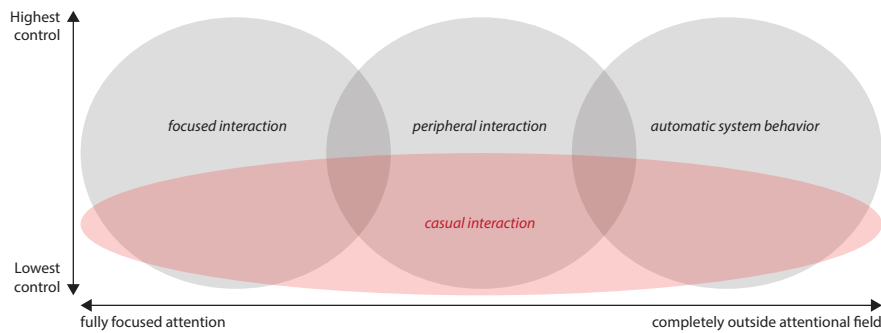 Highest
control
focused interaction
peripheral interaction
automatic system behavior
casual interaction
Lowest
control
fully focused attention
completely outside attentional field